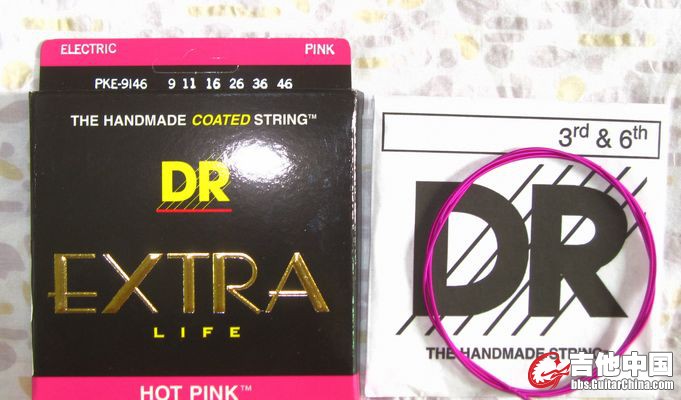 ELECTRIC PINK
PKE-9146 9 11 16 26 36 46
THE HANDMADE COATED STRING™
DR
EXTRA
LIFE
HOT PINK™
3rd & 6th
DR
THE HANDMADE STRING
吉他中国
bbs.GuitarChina.com